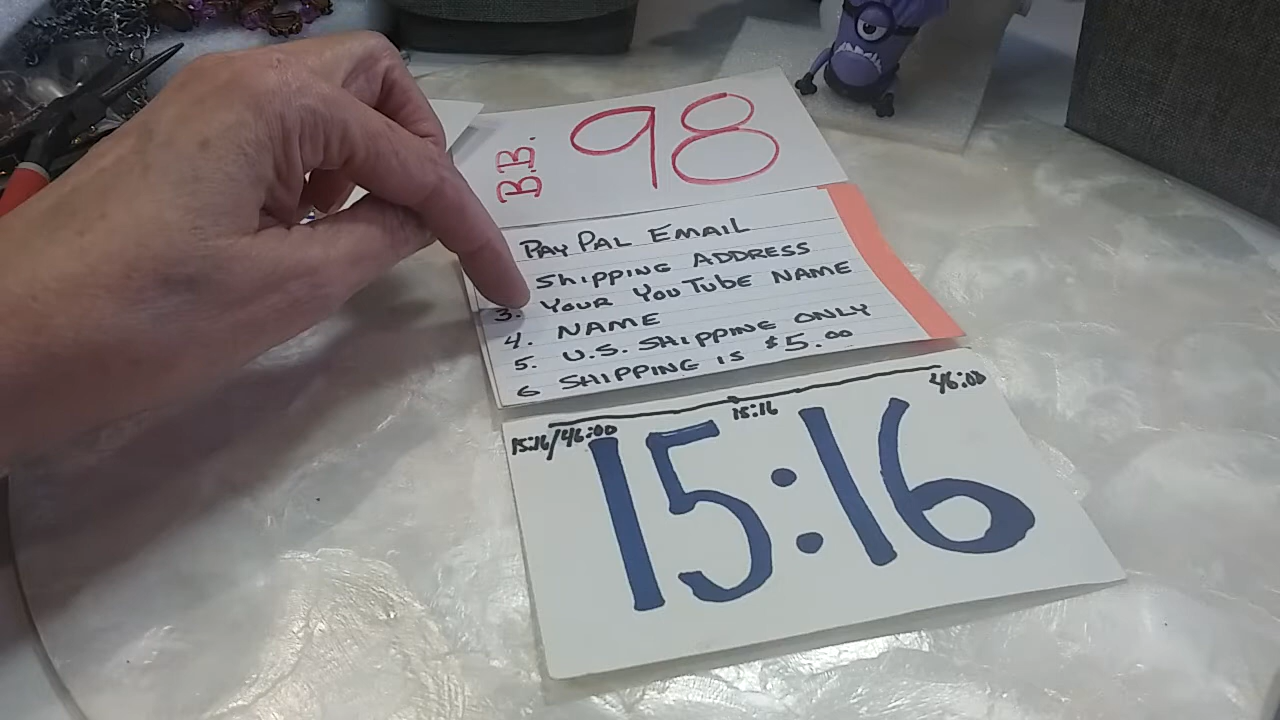 B.B. 98
PAYPAL EMAIL
SHIPPING ADDRESS
3. YOUR YOUTUBE NAME
4. NAME
5. U.S. SHIPPING ONLY
6 SHIPPING IS $5.00
15:16/46:00 15:16 46:00
15:16